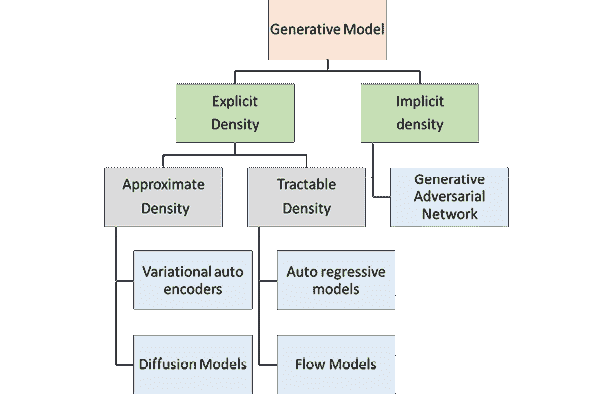 Generative Model
Explicit
Density
Implicit
density
Approximate
Density
Tractable
Density
Generative
Adversarial
Network
Variational auto
encoders
Auto regressive
models
Diffusion Models
Flow Models